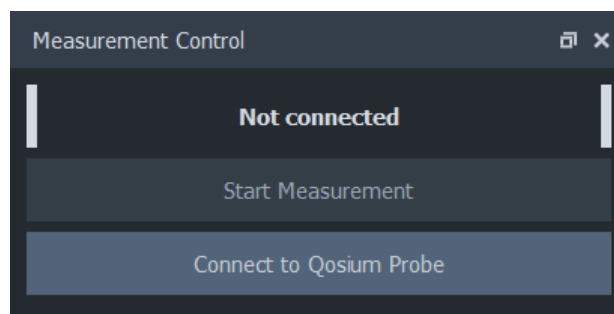 Measurement Control
Not connected
Start Measurement
Connect to Qosium Probe